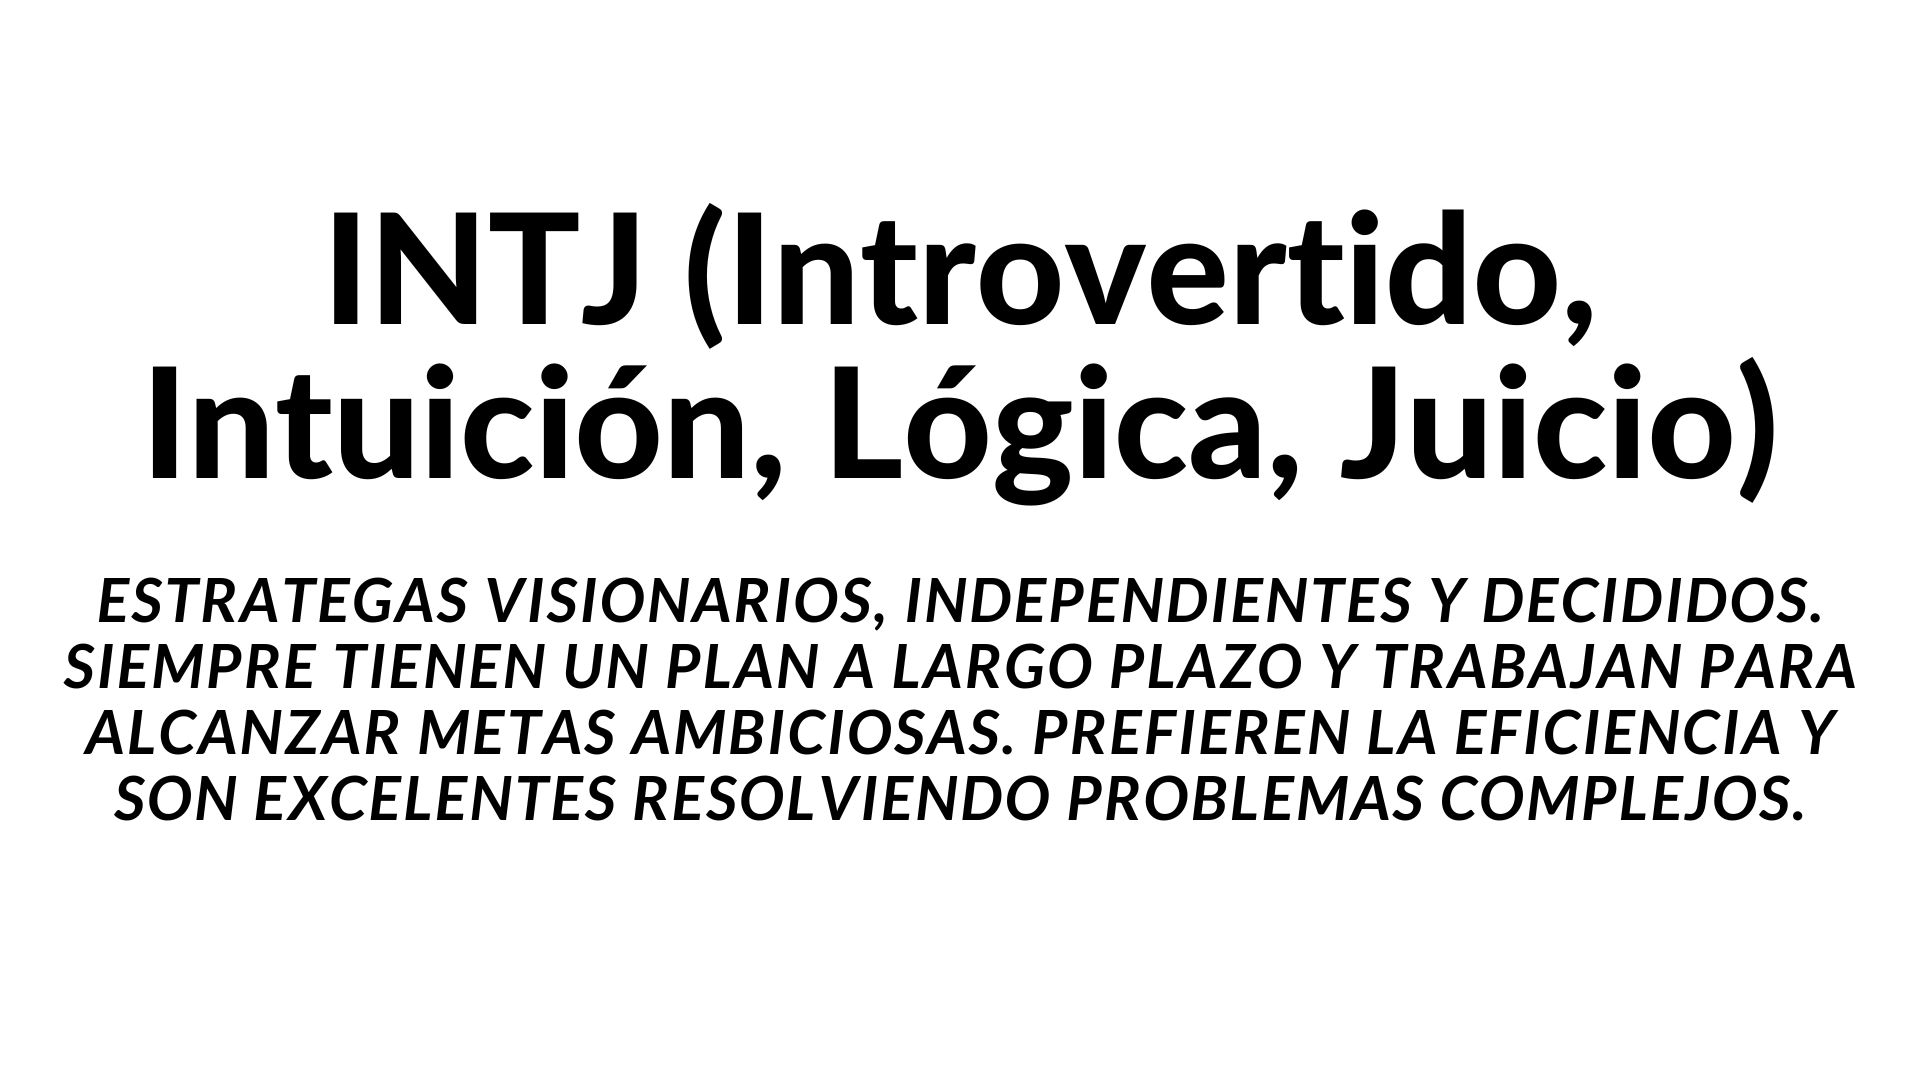 INTJ (Introvertido,
Intuición, Lógica, Juicio)
ESTRATEGAS VISIONARIOS, INDEPENDIENTES Y DECIDIDOS.
SIEMPRE TIENEN UN PLAN A LARGO PLAZO Y TRABAJAN PARA
ALCANZAR METAS AMBICIOSAS. PREFIEREN LA EFICIENCIA Y
SON EXCELENTES RESOLVIENDO PROBLEMAS COMPLEJOS.